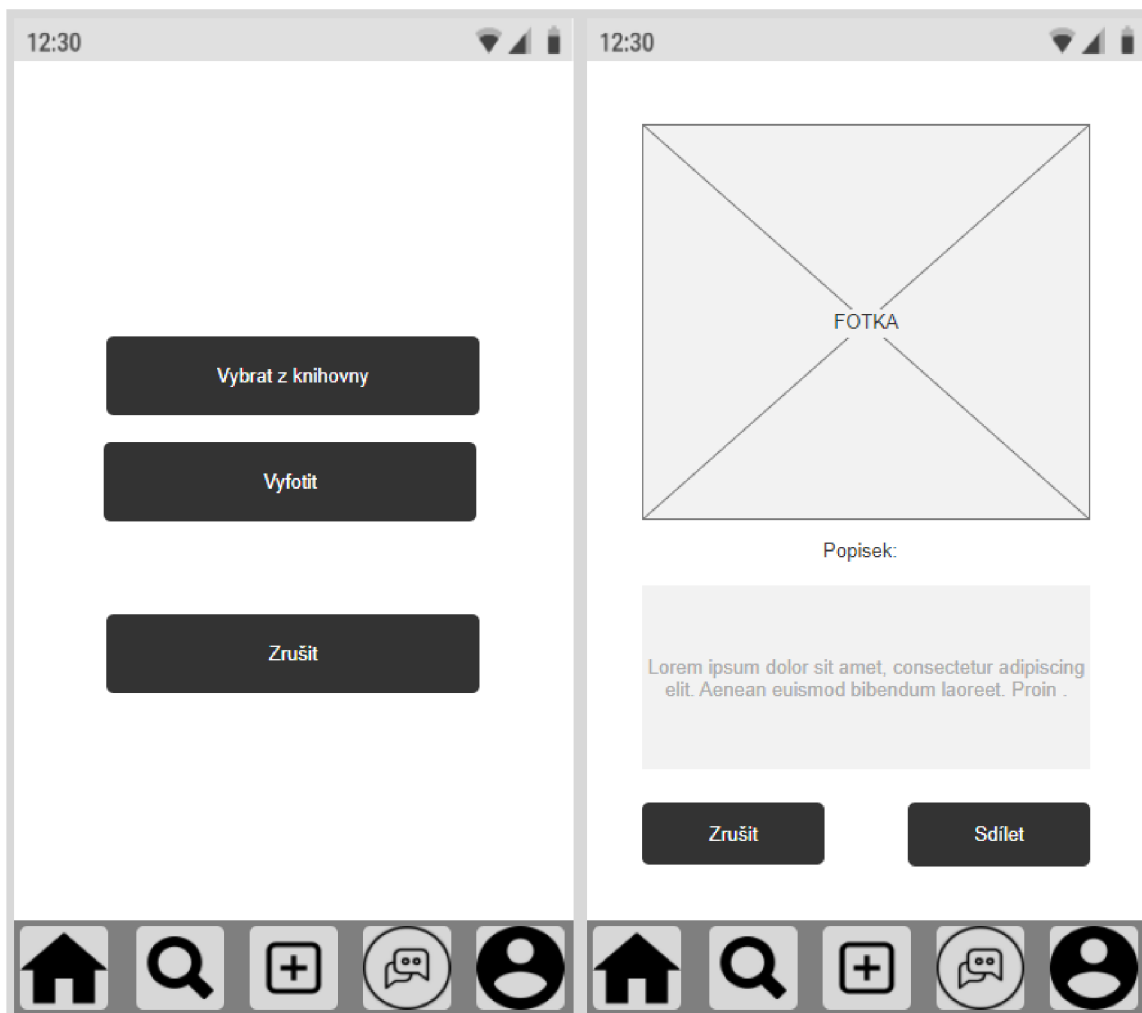 12:30
Vybrat z knihovny
Vyfotit
Zrušit
12:30
FOTKA
Popisek:
Lorem ipsum dolor sit amet, consectetur adipiscing
elit. Aenean euismod bibendum laoreet. Proin .
Zrušit
Sdílet